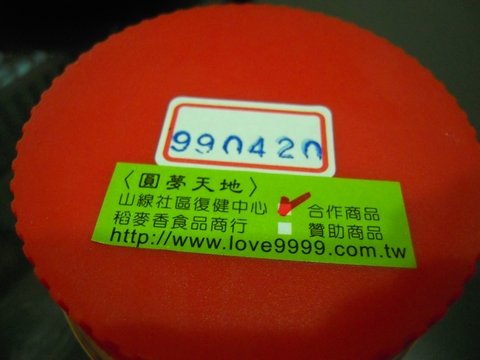 990420
〈圓夢天地〉
山線社區復健中心 合作商品
稻麥香食品商行 贊助商品
http://www.love9999.com.tw